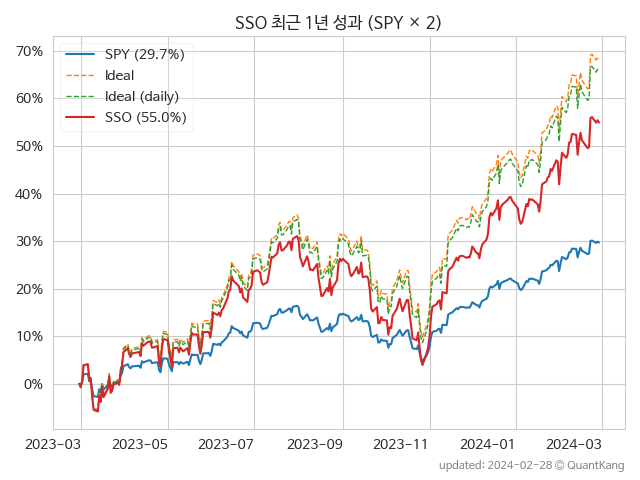 SSO 최근 1년 성과 (SPY × 2)
SPY (29.7%)
Ideal
Ideal (daily)
SSO (55.0%)
70%
60%
50%
40%
30%
20%
10%
0%
2023-03 2023-05 2023-07 2023-09 2023-11 2024-01 2024-03
updated: 2024-02-28 © QuantKang